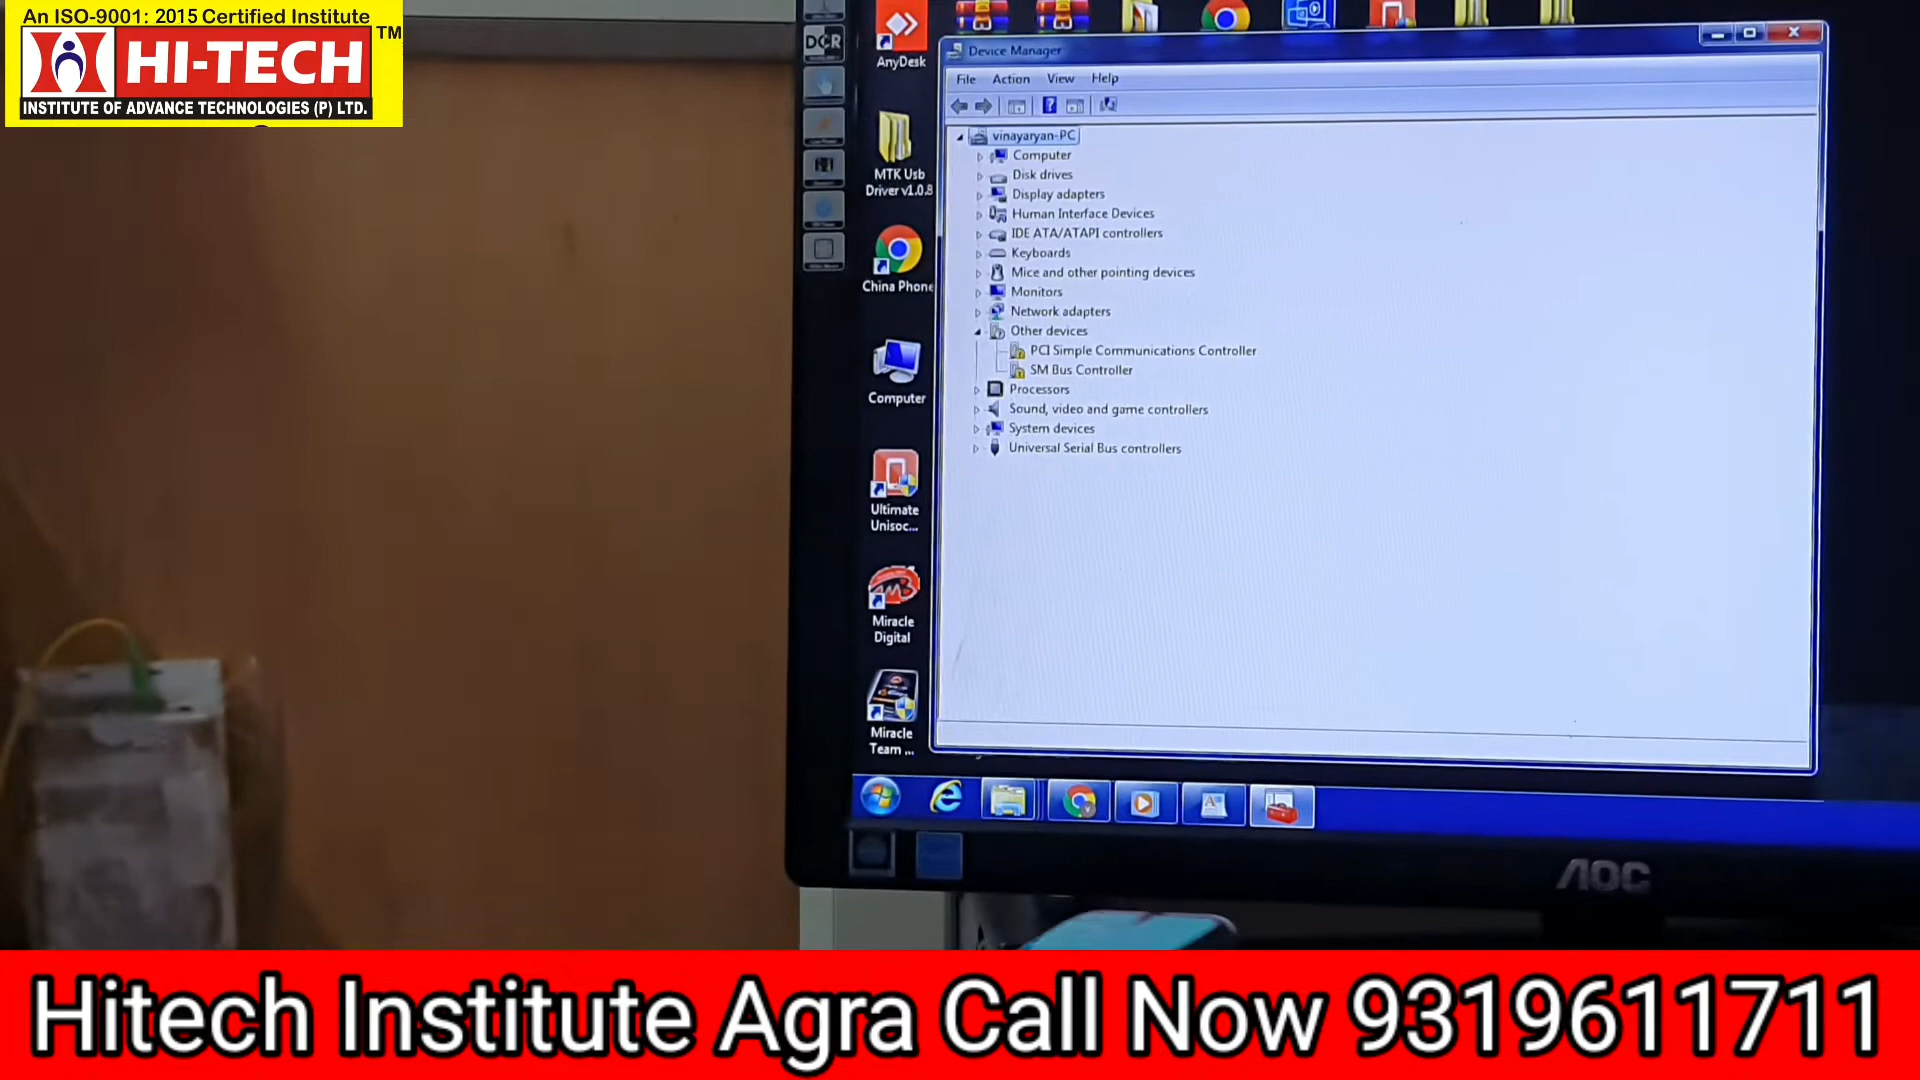 An ISO-9001: 2015 Certified Institute
HI-TECH
TM
INSTITUTE OF ADVANCE TECHNOLOGIES (P) LTD.
DCR
AnyDesk
MTK Usb
Driver v1.0.8
China Phone
Computer
Ultimate
Unisoc...
Miracle
Digital
Miracle
Team ...
Device Manager
File Action View Help
vinayaryan-PC
Computer
Disk drives
Display adapters
Human Interface Devices
IDE ATA/ATAPI controllers
Keyboards
Mice and other pointing devices
Monitors
Network adapters
Other devices
PCI Simple Communications Controller
SM Bus Controller
Processors
Sound, video and game controllers
System devices
Universal Serial Bus controllers
AOC
Hitech Institute Agra Call Now 9319611711